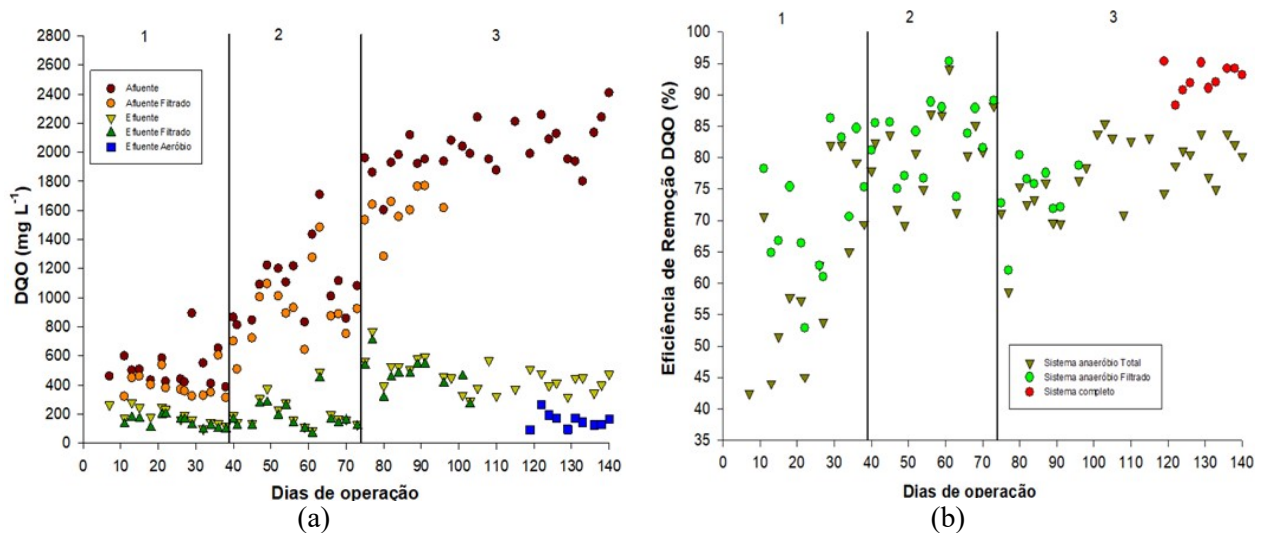 1 2 3
2800
2600
2400
2200
2000
1800
1600
1400
1200
1000
800
600
400
200
0
DQO (mg L-1)
Afluente
Afluente Filtrado
Efluente
Efluente Filtrado
Efluente Aeróbio
0 10 20 30 40 50 60 70 80 90 100 110 120 130 140
Dias de operação
(a)
1 2 3
100
95
90
85
80
75
70
65
60
55
50
45
40
35
Eficiência de Remoção DQO (%)
Sistema anaeróbio Total
Sistema anaeróbio Filtrado
Sistema completo
0 10 20 30 40 50 60 70 80 90 100 110 120 130 140
Dias de operação
(b)